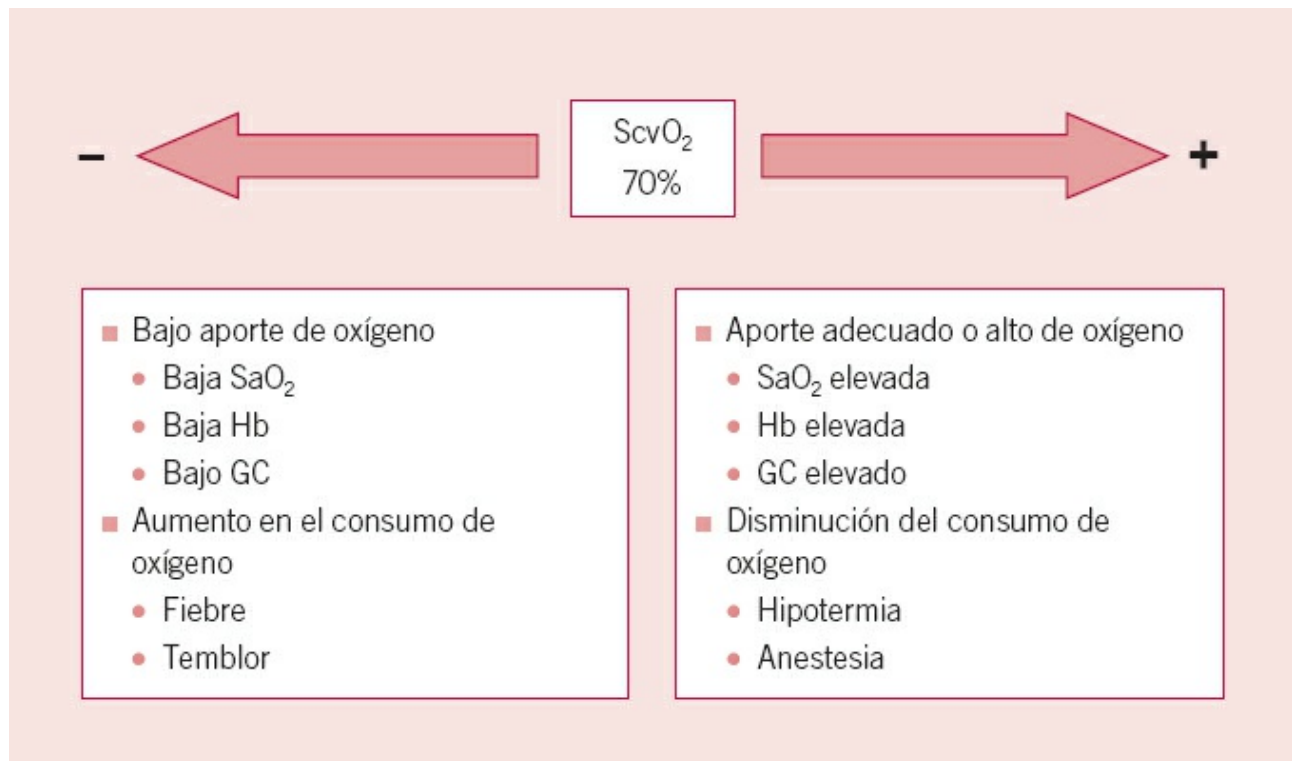 –
ScvO₂
70%
+
■ Bajo aporte de oxígeno
● Baja SaO₂
● Baja Hb
● Bajo GC
■ Aumento en el consumo de
oxígeno
● Fiebre
● Temblor
■ Aporte adecuado o alto de oxígeno
● SaO₂ elevada
● Hb elevada
● GC elevado
■ Disminución del consumo de
oxígeno
● Hipotermia
● Anestesia